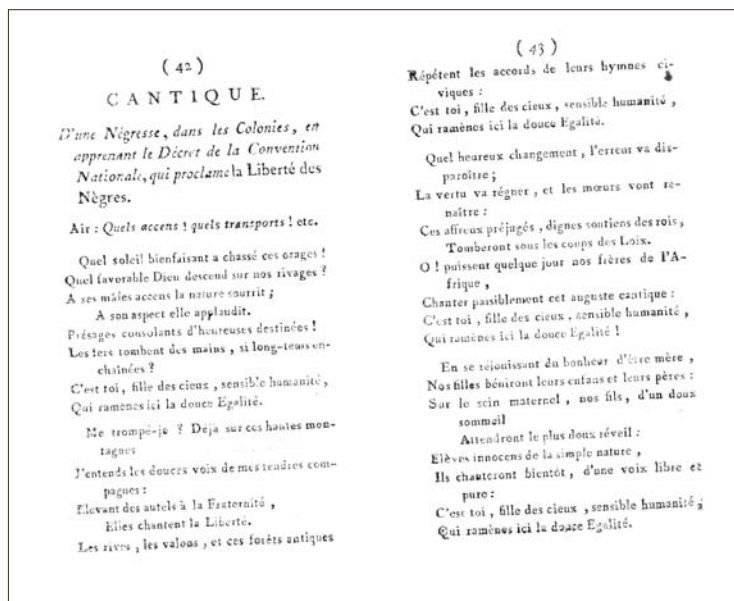 ( 42 )
CANTIQUE.
D'une Négresse, dans les Colonies, en
apprenant le Décret de la Convention
Nationale, qui proclame la Liberté des
Nègres.
Air : Quels accens ! quels transports ! etc.
Quel soleil bienfaisant a chassé ces orages !
Quel favorable Dieu descend sur nos rivages ?
A ses mâles accens la nature sourrit ;
A son aspect elle applaudit.
Présages consolants d'heureuses destinées !
Les fers tombent des mains, si long-tems en-
chaînées ?
C'est toi, fille des cieux, sensible humanité,
Qui ramènes ici la douce Egalité.
Me trompé-je ? Déja sur ces hautes mon-
tagnes
J'entends les douces voix de mes tendres com-
pagnes :
Elevant des autels à la Fraternité,
Elles chantent la Liberté.
Les rives, les valons, et ces forêts antiques
( 43 )
Répétent les accords de leurs hymnes ci-
viques :
C'est toi, fille des cieux, sensible humanité,
Qui ramènes ici la douce Egalité.
Quel heureux changement, l'erreur va dis-
paroître ;
La vertu va régner, et les mœurs vont re-
naître :
Ces affreux préjugés, dignes soutiens des rois,
Tomberont sous les coups des Loix.
O ! puissent quelque jour nos frères de l'A-
frique,
Chanter paisiblement cet auguste cantique :
C'est toi, fille des cieux, sensible humanité,
Qui ramènes ici la douce Egalité !
En se réjouissant du bonheur d'être mère,
Nos filles béniront leurs enfans et leurs pères :
Sur le sein maternel, nos fils, d'un doux
sommeil
Attendront le plus doux réveil :
Elèves innocens de la simple nature,
Ils chanteront bientôt, d'une voix libre et
pure :
C'est toi, fille des cieux, sensible humanité ;
Qui ramènes ici la douce Egalité.